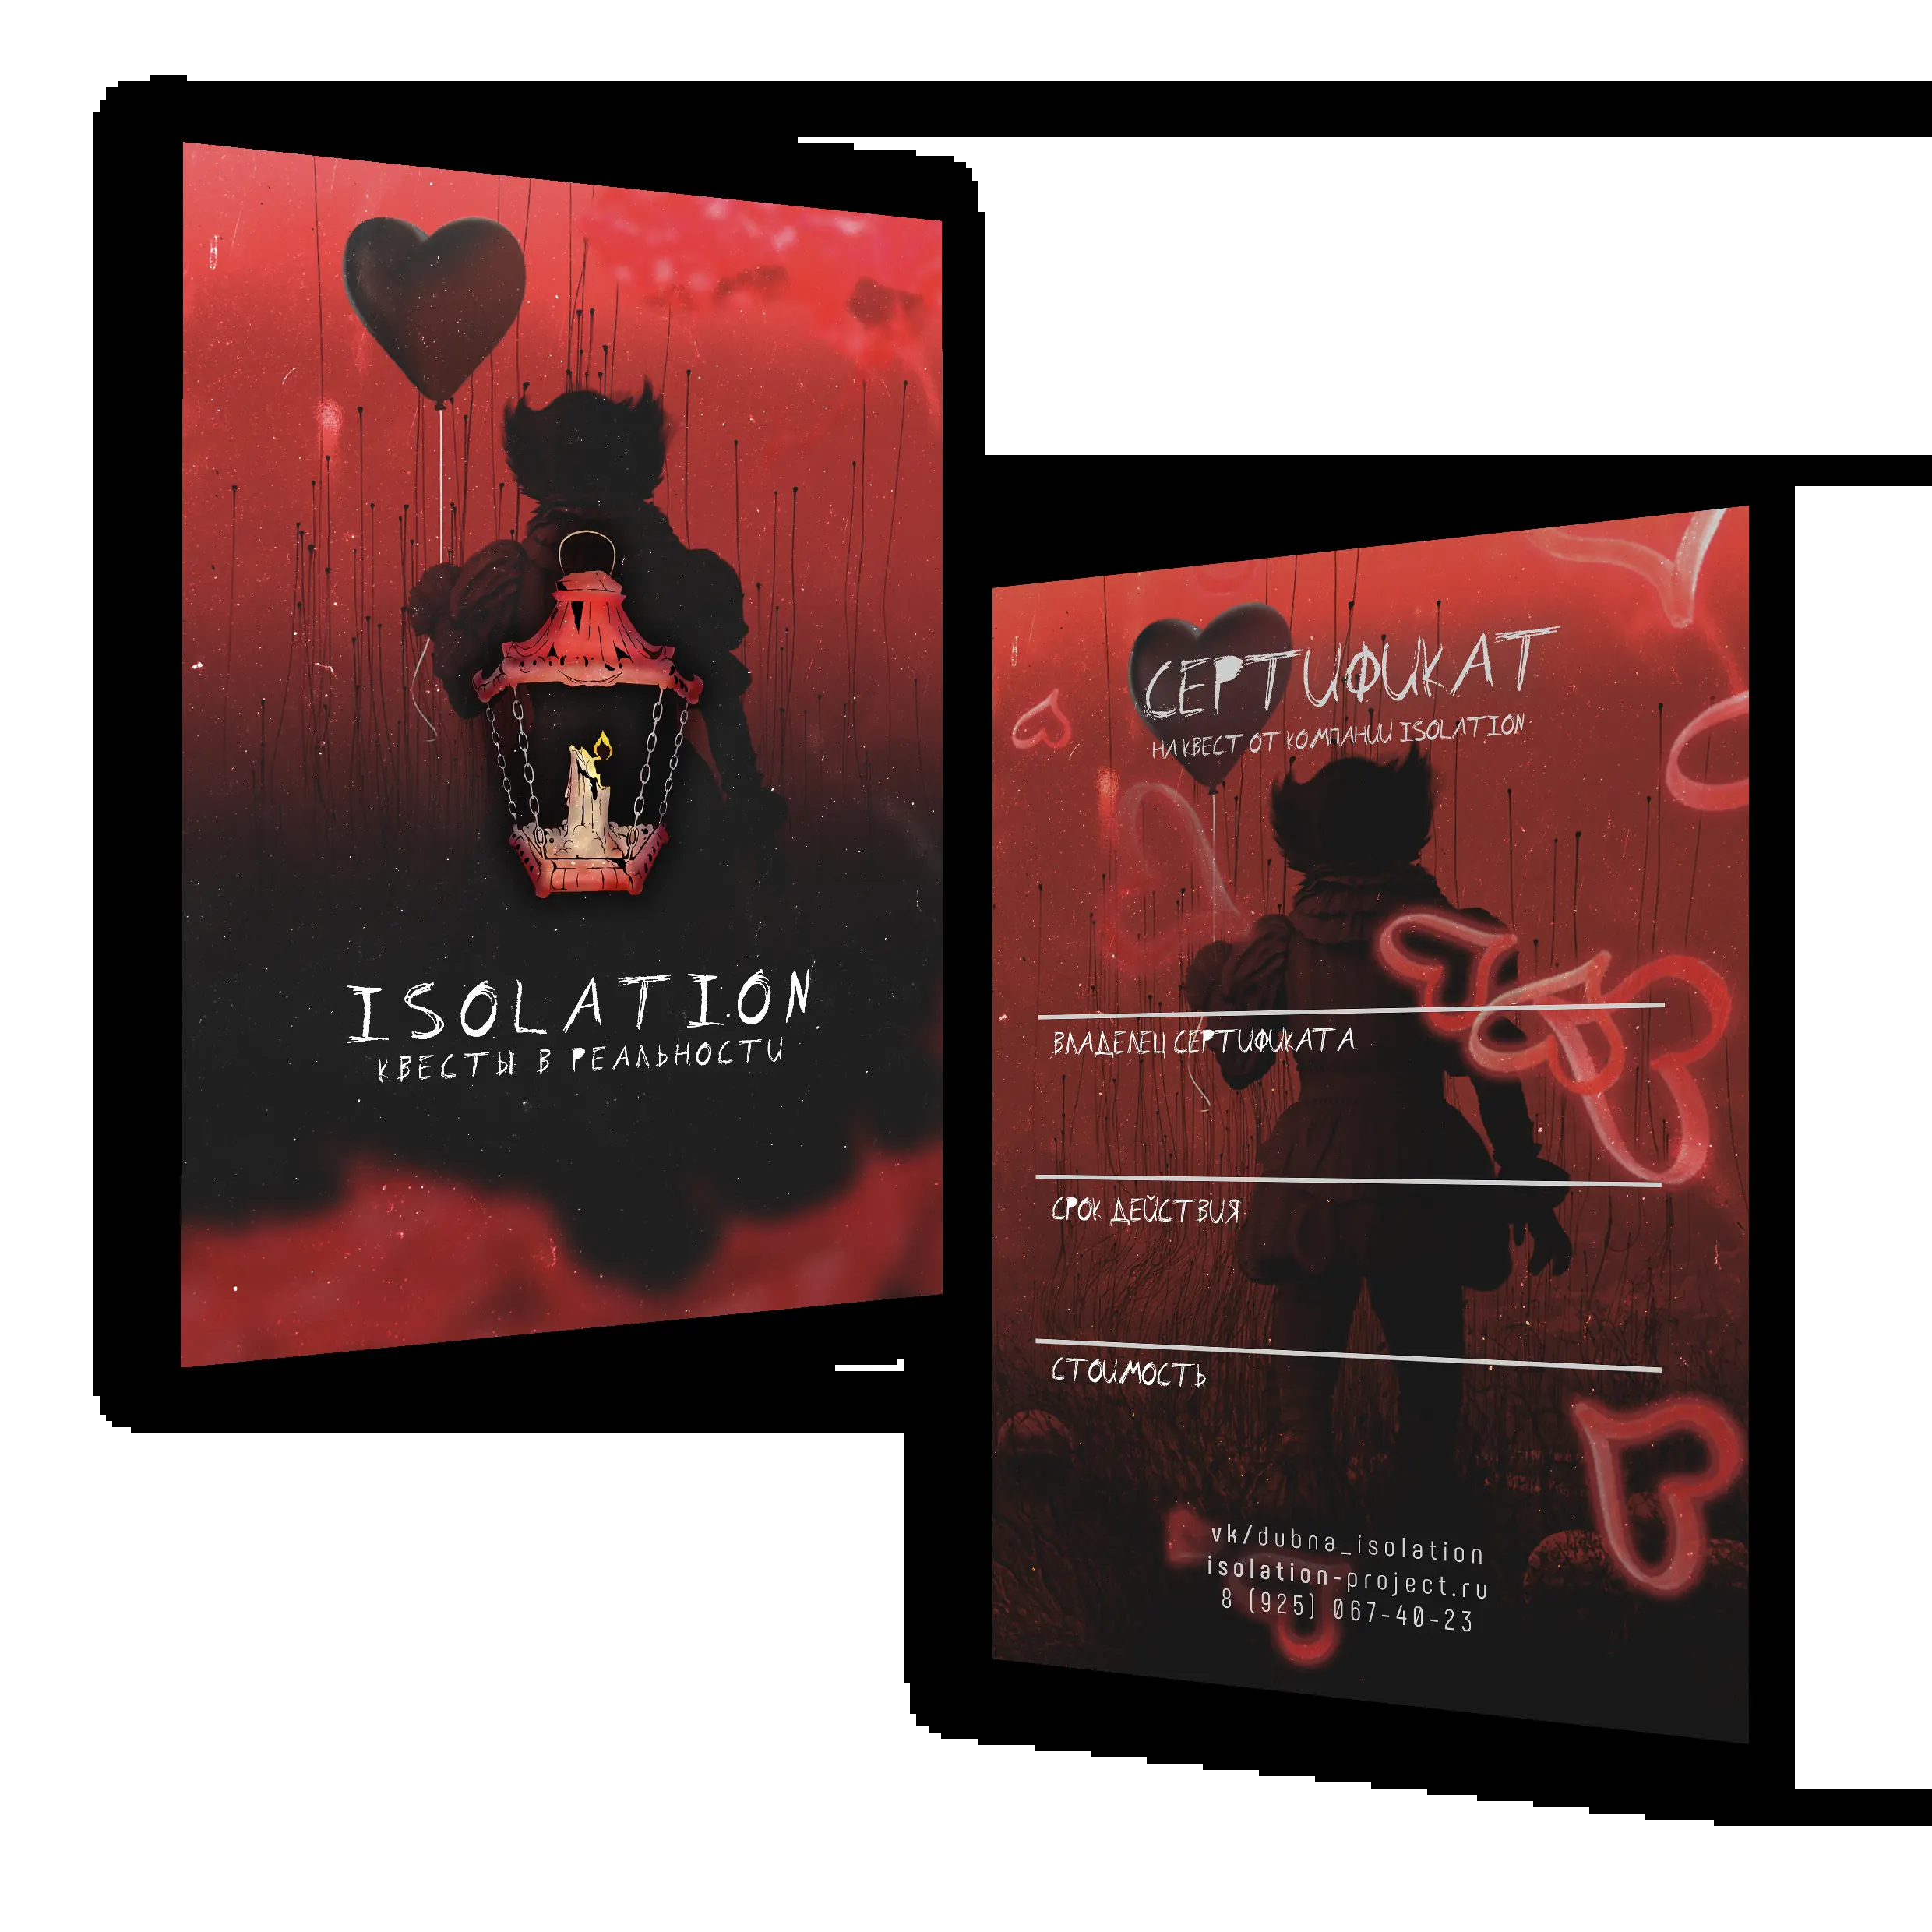 ISOLATION
КВЕСТЫ В РЕАЛЬНОСТИ
СЕРТИФИКАТ
НА КВЕСТ ОТ КОМПАНИИ ISOLATION
ВЛАДЕЛЕЦ СЕРТИФИКАТА
СРОК ДЕЙСТВИЯ
СТОИМОСТЬ
vk/dubna_isolation
isolation-project.ru
8 (925) 067-40-23